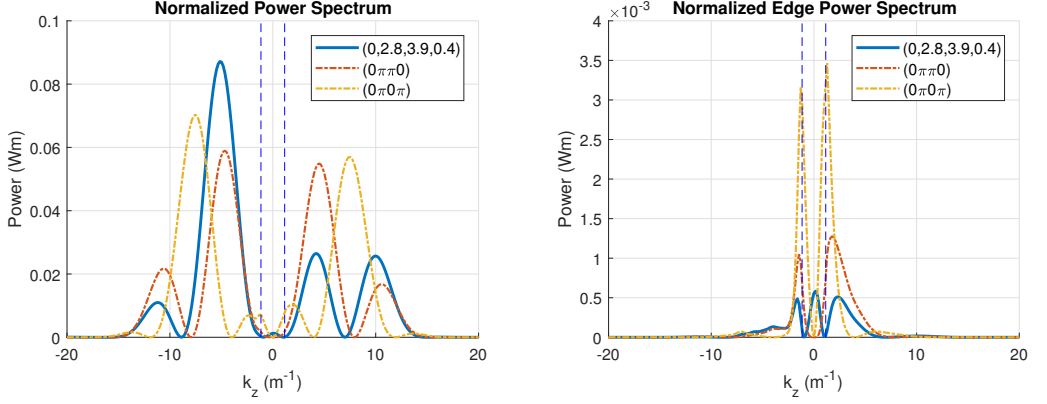 Normalized Power Spectrum
0.1
0.08
0.06
0.04
0.02
0
Power (Wm)
(0,2.8,3.9,0.4)
(0ππ0)
(0π0π)
-20 -10 0 10 20
k_z (m^-1)
Normalized Edge Power Spectrum
×10^-3
4
3.5
3
2.5
2
1.5
1
0.5
0
Power (Wm)
(0,2.8,3.9,0.4)
(0ππ0)
(0π0π)
-20 -10 0 10 20
k_z (m^-1)